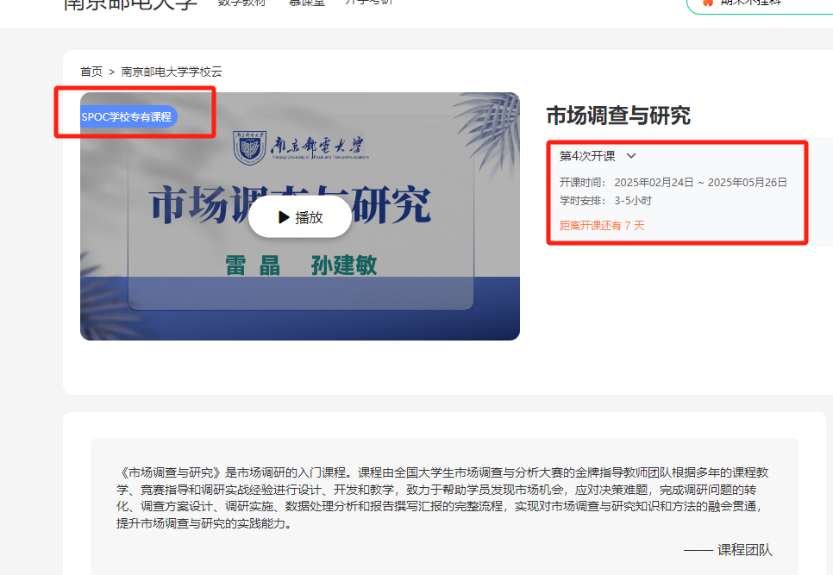 南京邮电大学 数字教材 慕课堂 升学考研 期末不挂科
首页 > 南京邮电大学学校云
SPOC学校专有课程
南京邮电大学
市场调查与研究
播放
雷 晶 孙建敏
市场调查与研究
第4次开课
开课时间： 2025年02月24日 ~ 2025年05月26日
学时安排： 3-5小时
距离开课还有 7 天
《市场调查与研究》是市场调研的入门课程。课程由全国大学生市场调查与分析大赛的金牌指导教师团队根据多年的课程教
学、竞赛指导和调研实战经验进行设计、开发和教学，致力于帮助学员发现市场机会，应对决策难题，完成调研问题的转
化、调查方案设计、调研实施、数据处理分析和报告撰写汇报的完整流程，实现对市场调查与研究知识和方法的融会贯通，
提升市场调查与研究的实践能力。
—— 课程团队